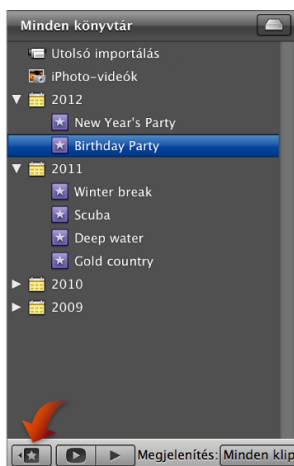 Minden könyvtár
Utolsó importálás
iPhoto-videók
2012
New Year's Party
Birthday Party
2011
Winter break
Scuba
Deep water
Gold country
2010
2009
Megjelenítés: Minden klip